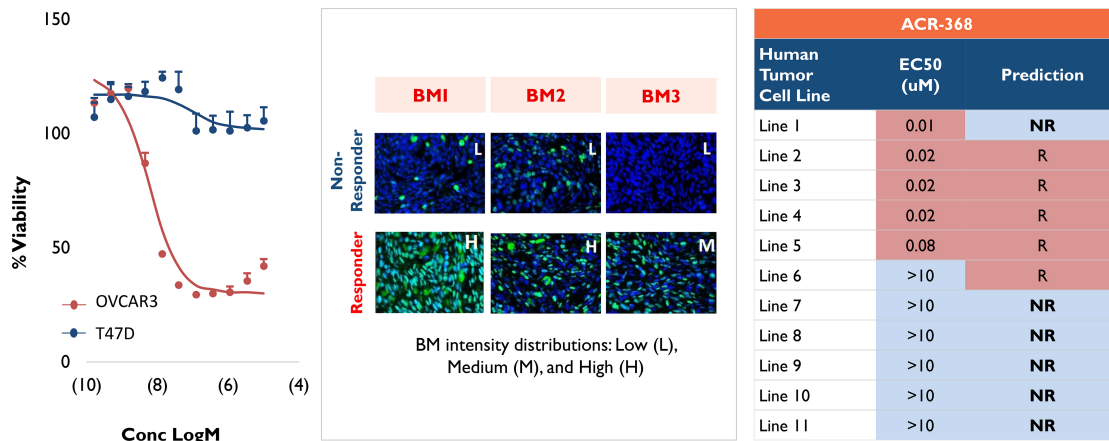 150
100
50
0
% Viability
OVCAR3
T47D
(10) (8) (6) (4)
Conc LogM
BM1 BM2 BM3
Non-
Responder
L L L
Responder
H H M
BM intensity distributions: Low (L),
Medium (M), and High (H)
ACR-368
Human
Tumor
Cell Line
EC50
(uM)
Prediction
Line 1 0.01 NR
Line 2 0.02 R
Line 3 0.02 R
Line 4 0.02 R
Line 5 0.08 R
Line 6 >10 R
Line 7 >10 NR
Line 8 >10 NR
Line 9 >10 NR
Line 10 >10 NR
Line 11 >10 NR